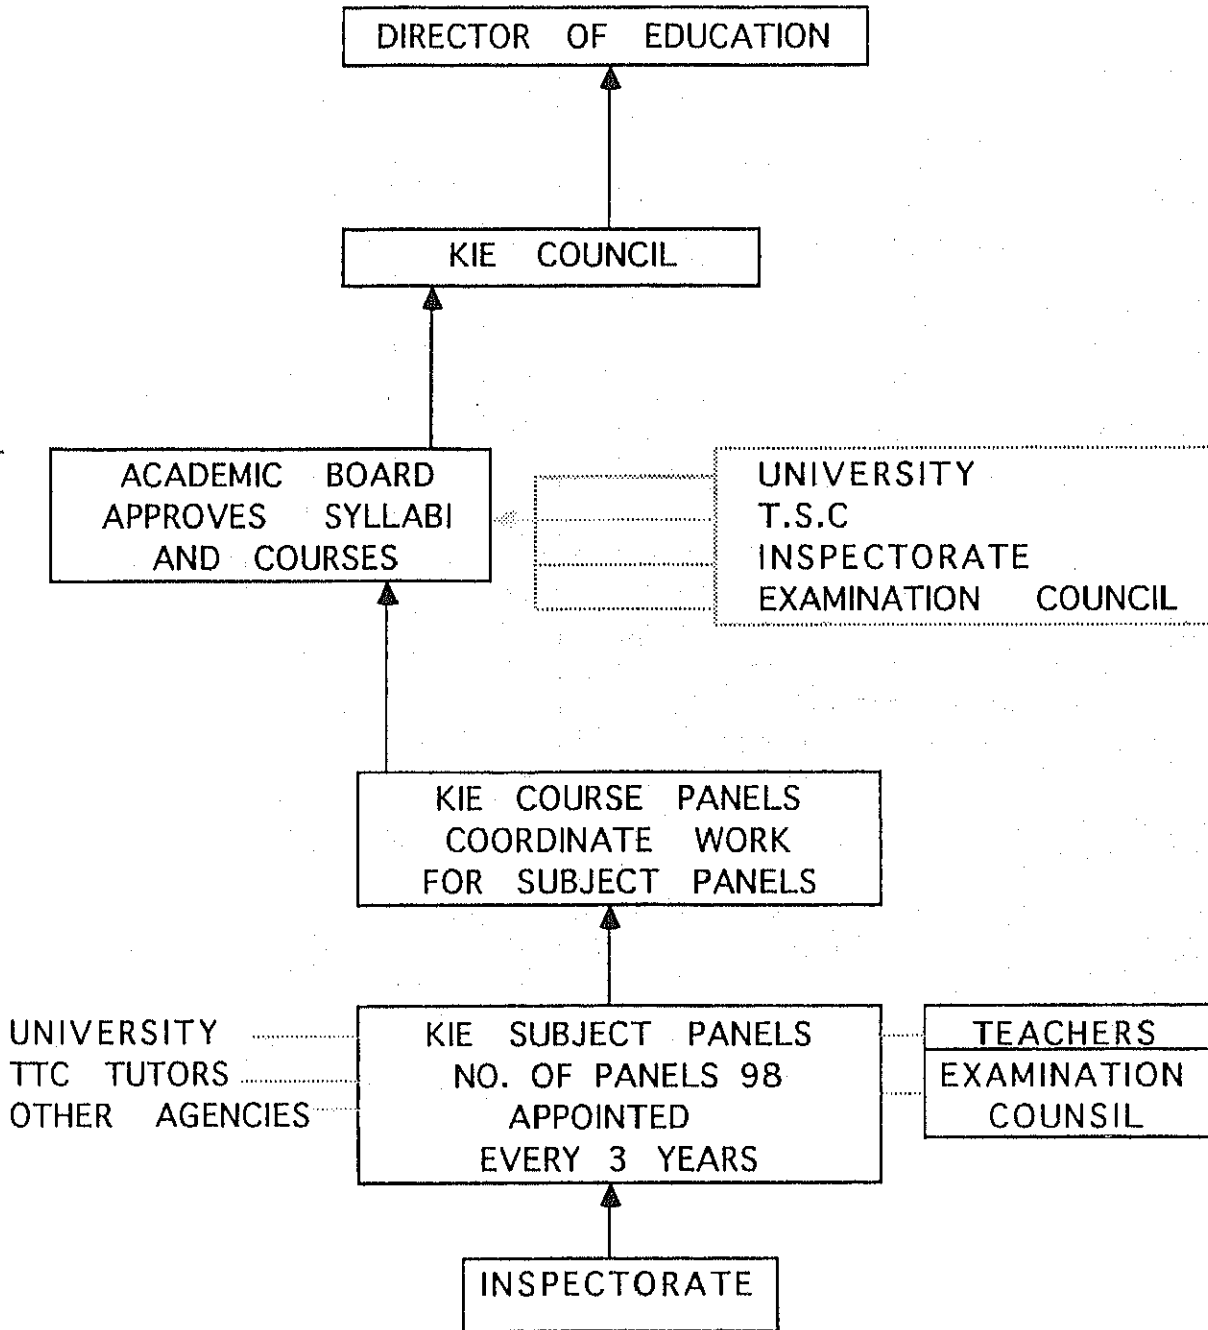 DIRECTOR OF EDUCATION
KIE COUNCIL
ACADEMIC BOARD
APPROVES SYLLABI
AND COURSES
UNIVERSITY
T.S.C
INSPECTORATE
EXAMINATION COUNCIL
KIE COURSE PANELS
COORDINATE WORK
FOR SUBJECT PANELS
UNIVERSITY
TTC TUTORS
OTHER AGENCIES
KIE SUBJECT PANELS
NO. OF PANELS 98
APPOINTED
EVERY 3 YEARS
TEACHERS
EXAMINATION
COUNSIL
INSPECTORATE